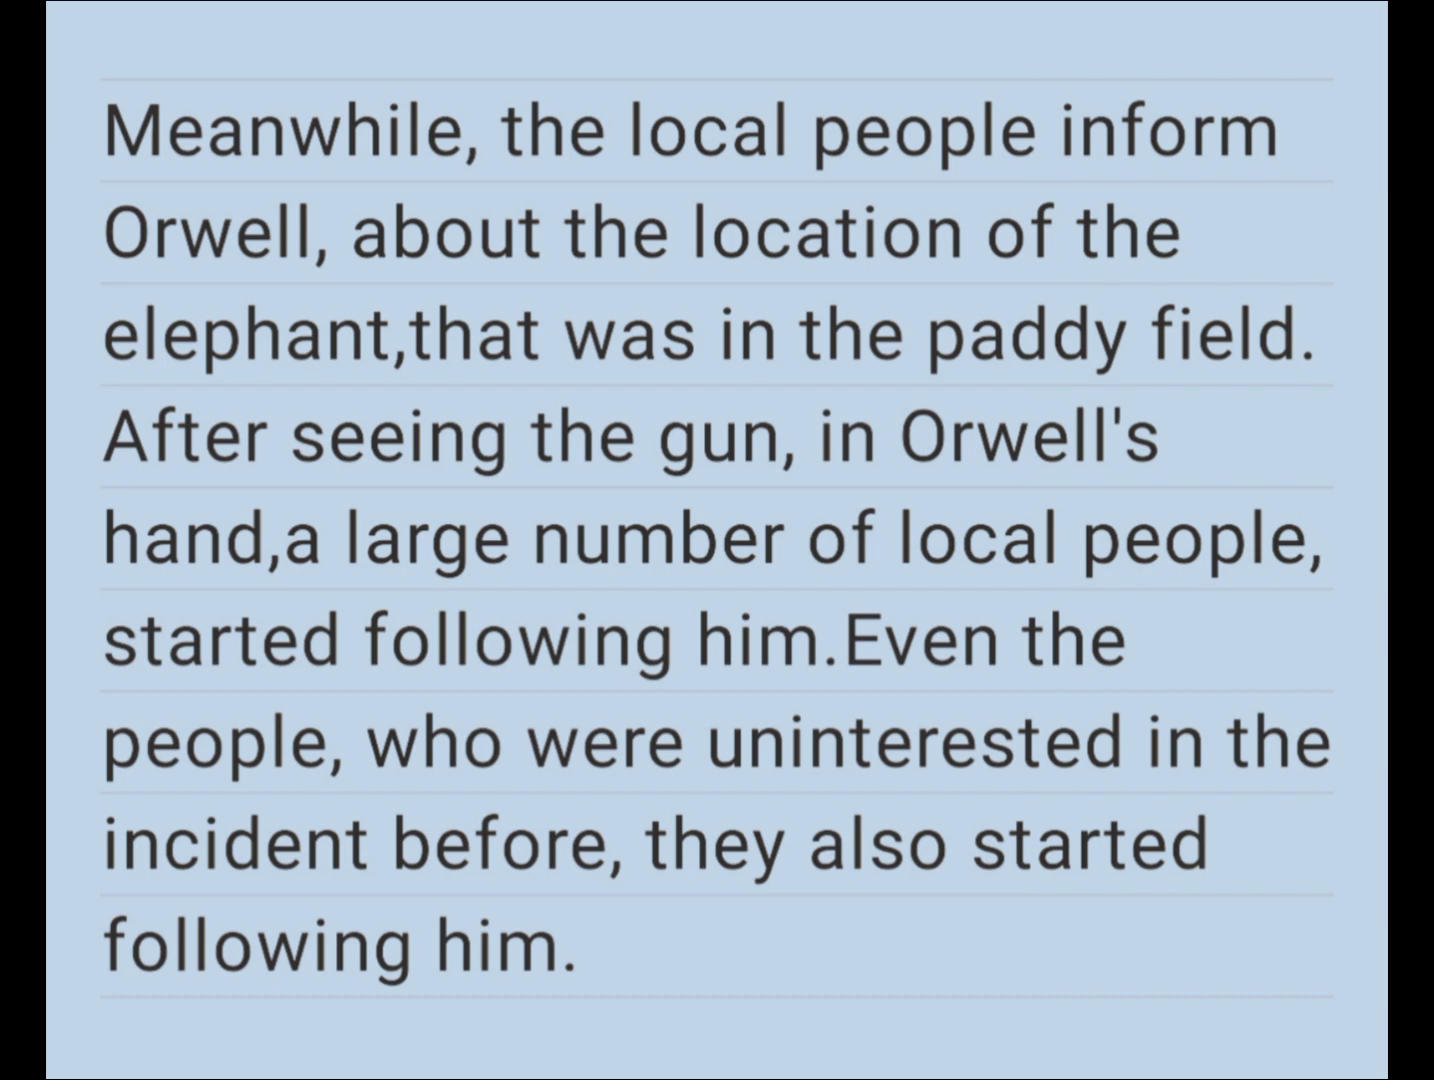 Meanwhile, the local people inform
Orwell, about the location of the
elephant,that was in the paddy field.
After seeing the gun, in Orwell's
hand,a large number of local people,
started following him.Even the
people, who were uninterested in the
incident before, they also started
following him.